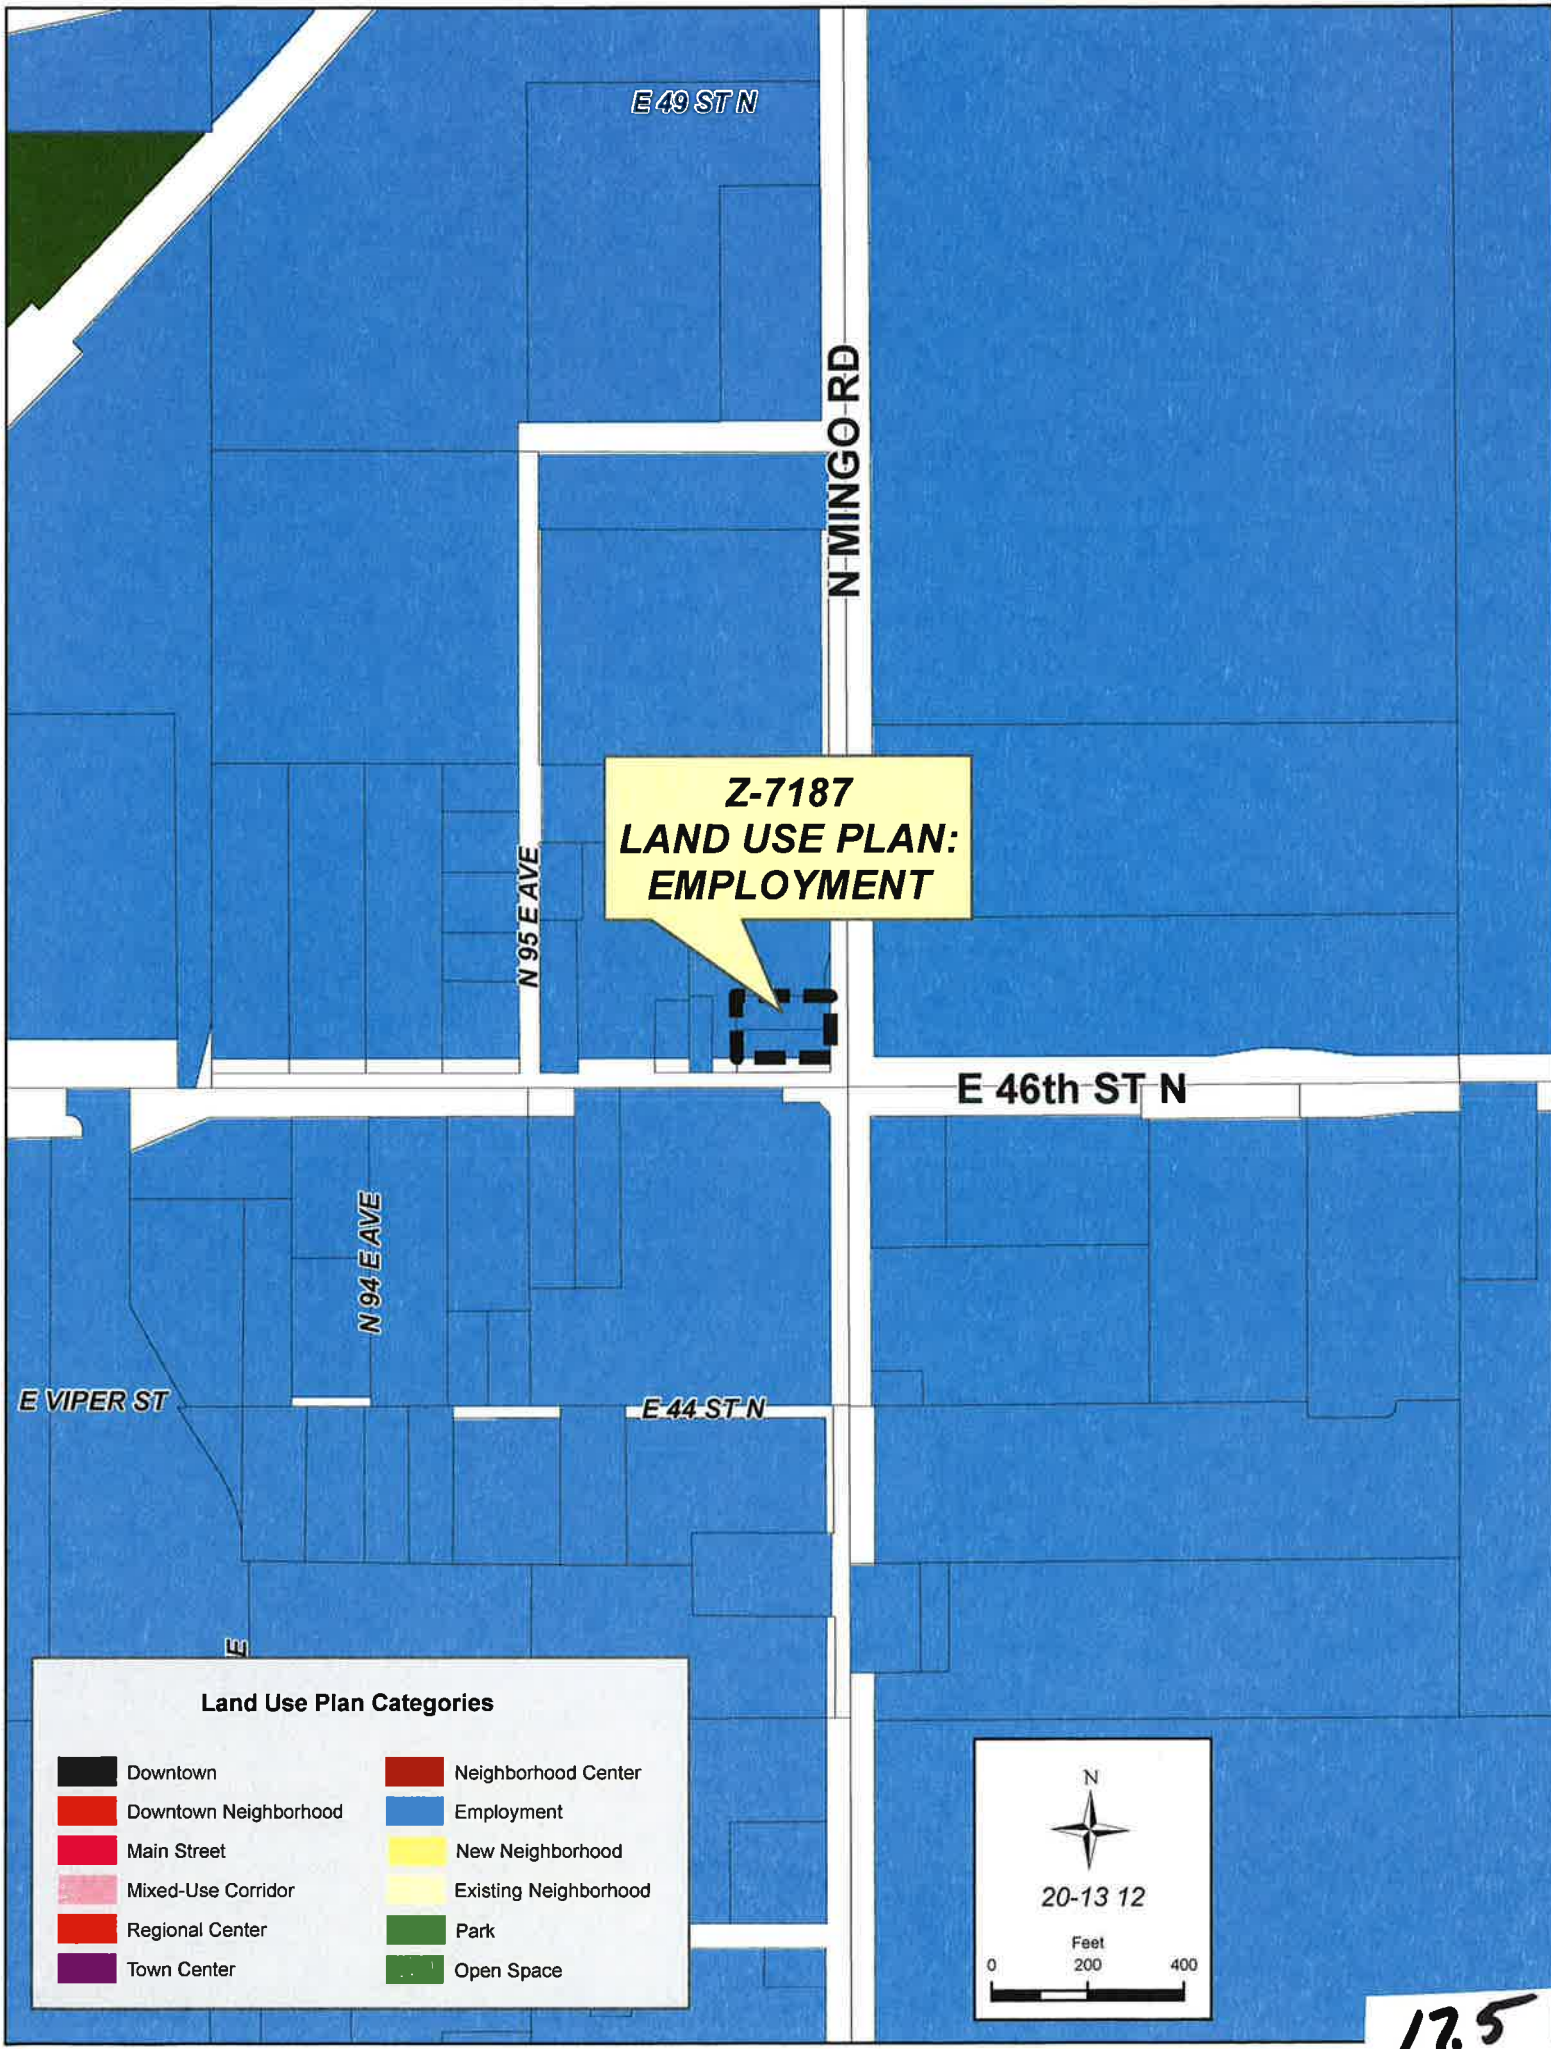 E 49 ST N
N MINGO RD
Z-7187
LAND USE PLAN:
EMPLOYMENT
N 95 E AVE
E 46th ST N
N 94 E AVE
E VIPER ST
E 44 ST N
E
Land Use Plan Categories
Downtown
Downtown Neighborhood
Main Street
Mixed-Use Corridor
Regional Center
Town Center
Neighborhood Center
Employment
New Neighborhood
Existing Neighborhood
Park
Open Space
N
20-13 12
Feet
0 200 400
17.5